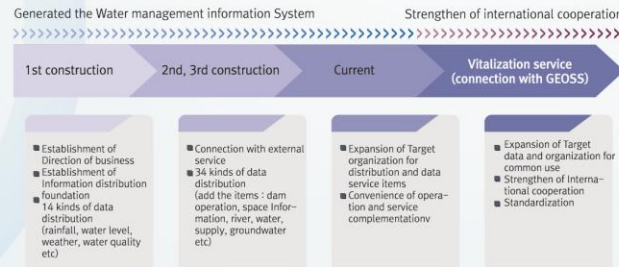 Generated the Water management information System
Strengthen of international cooperation
1st construction
2nd, 3rd construction
Current
Vitalization service
(connection with GEOSS)
■ Establishment of
Direction of business
■ Establishment of
Information distribution
foundation
■ 14 kinds of data
distribution
(rainfall, water level,
weather, water quality
etc)
■ Connection with external
service
■ 34 kinds of data
distribution
(add the items : dam
operation, space Infor-
mation, river, water,
supply, groundwater
etc)
■ Expansion of Target
organization for
distribution and data
service items
■ Convenience of opera-
tion and service
complementationv
■ Expansion of Target
data and organization for
common use
■ Strengthen of Interna-
tional cooperation
■ Standardization